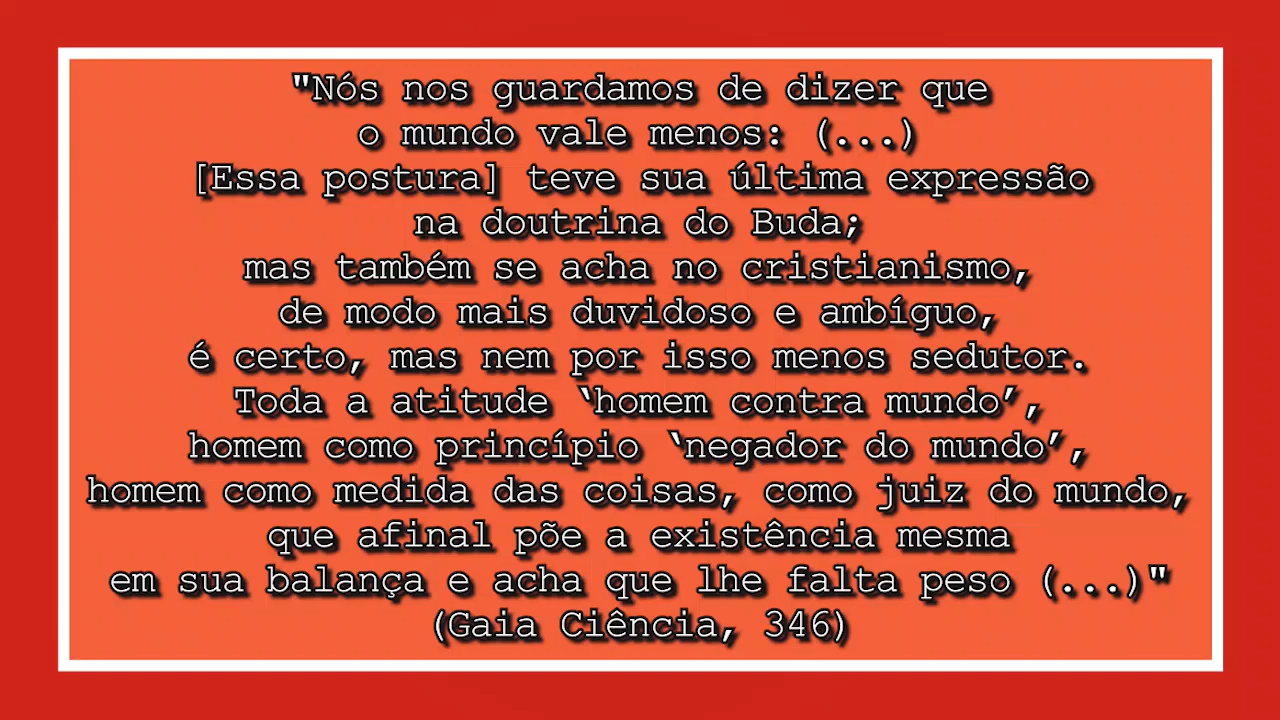 "Nós nos guardamos de dizer que
o mundo vale menos: (...)
[Essa postura] teve sua última expressão
na doutrina do Buda;
mas também se acha no cristianismo,
de modo mais duvidoso e ambíguo,
é certo, mas nem por isso menos sedutor.
Toda a atitude ‘homem contra mundo’,
homem como princípio ‘negador do mundo’,
homem como medida das coisas, como juiz do mundo,
que afinal põe a existência mesma
em sua balança e acha que lhe falta peso (...)"
(Gaia Ciência, 346)